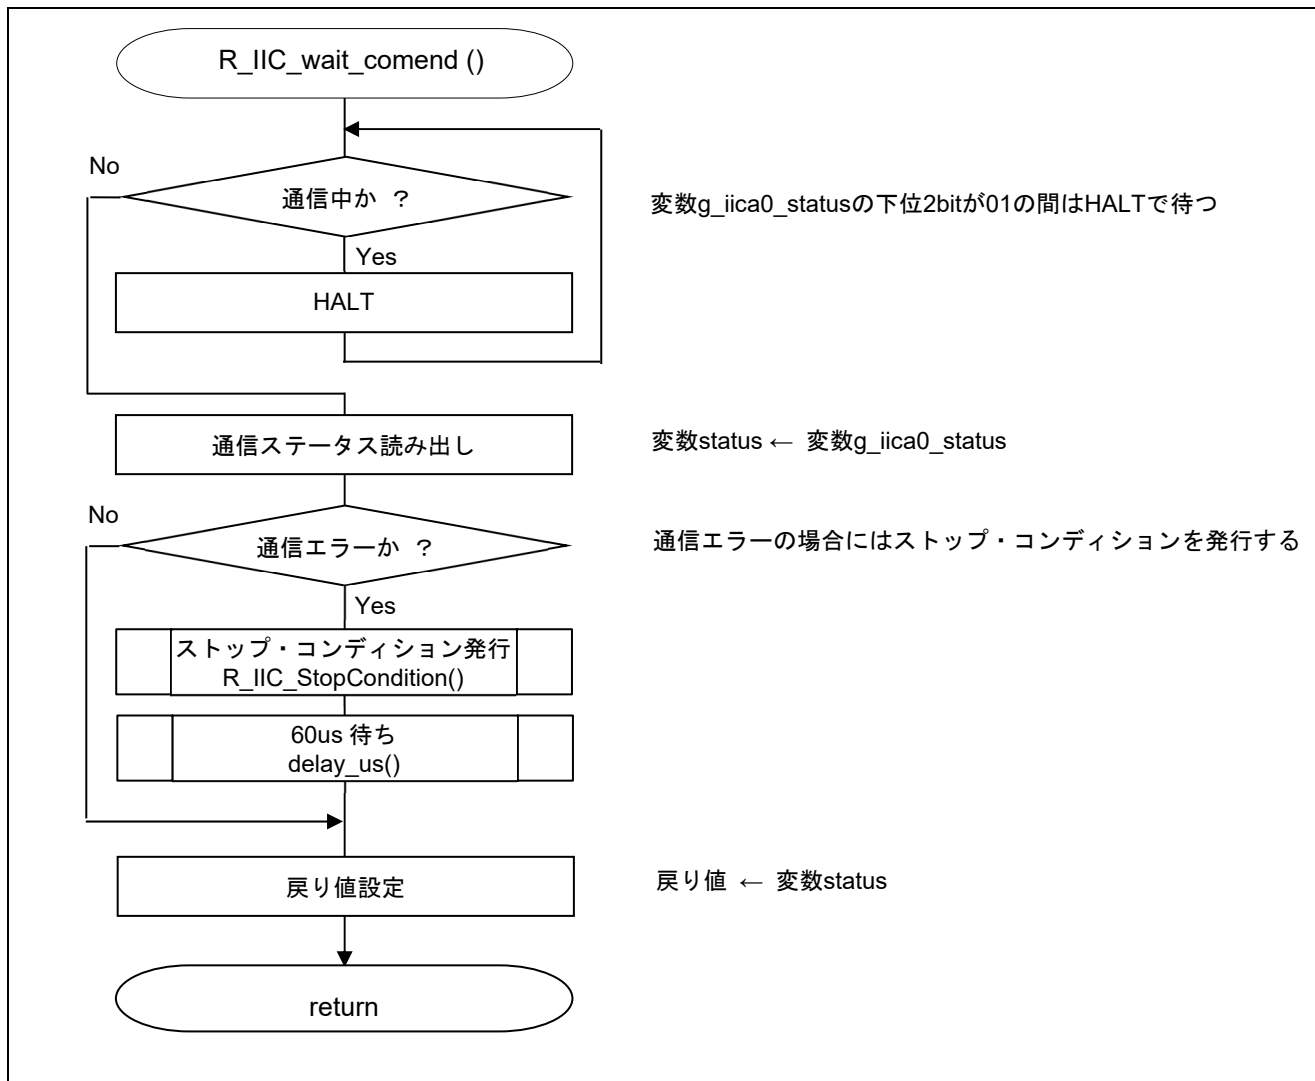 R_IIC_wait_comend ()
No
通信中か ？
変数g_iica0_statusの下位2bitが01の間はHALTで待つ
Yes
HALT
通信ステータス読み出し
変数status ← 変数g_iica0_status
No
通信エラーか ？
通信エラーの場合にはストップ・コンディションを発行する
Yes
ストップ・コンディション発行
R_IIC_StopCondition()
60us 待ち
delay_us()
戻り値設定
戻り値 ← 変数status
return